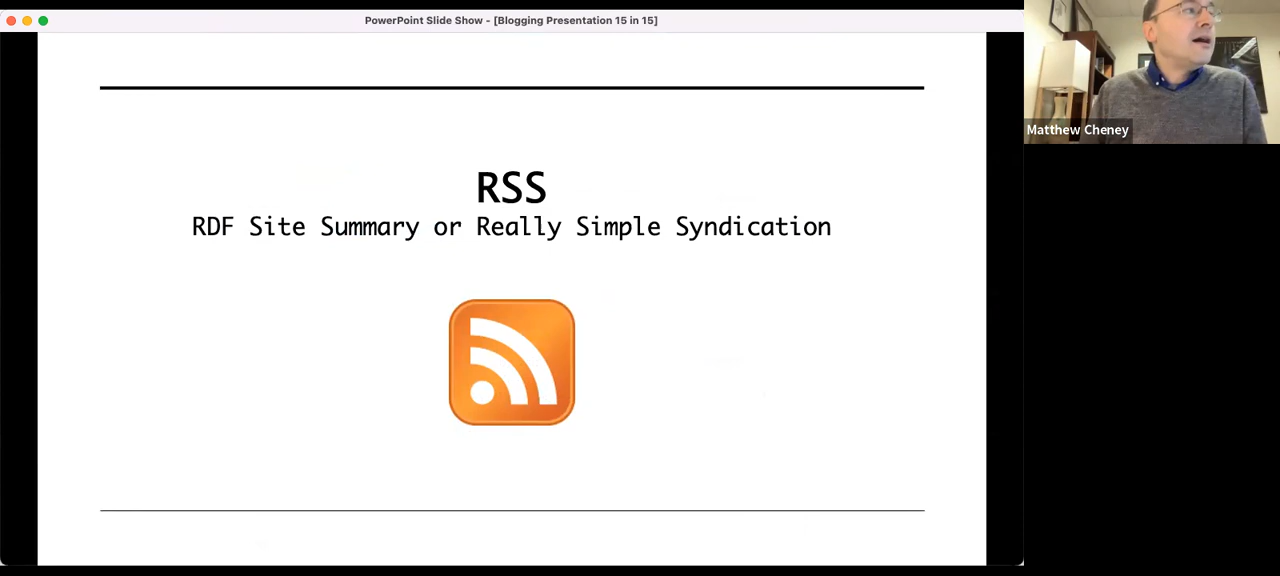 PowerPoint Slide Show - [Blogging Presentation 15 in 15]
RSS
RDF Site Summary or Really Simple Syndication
Matthew Cheney